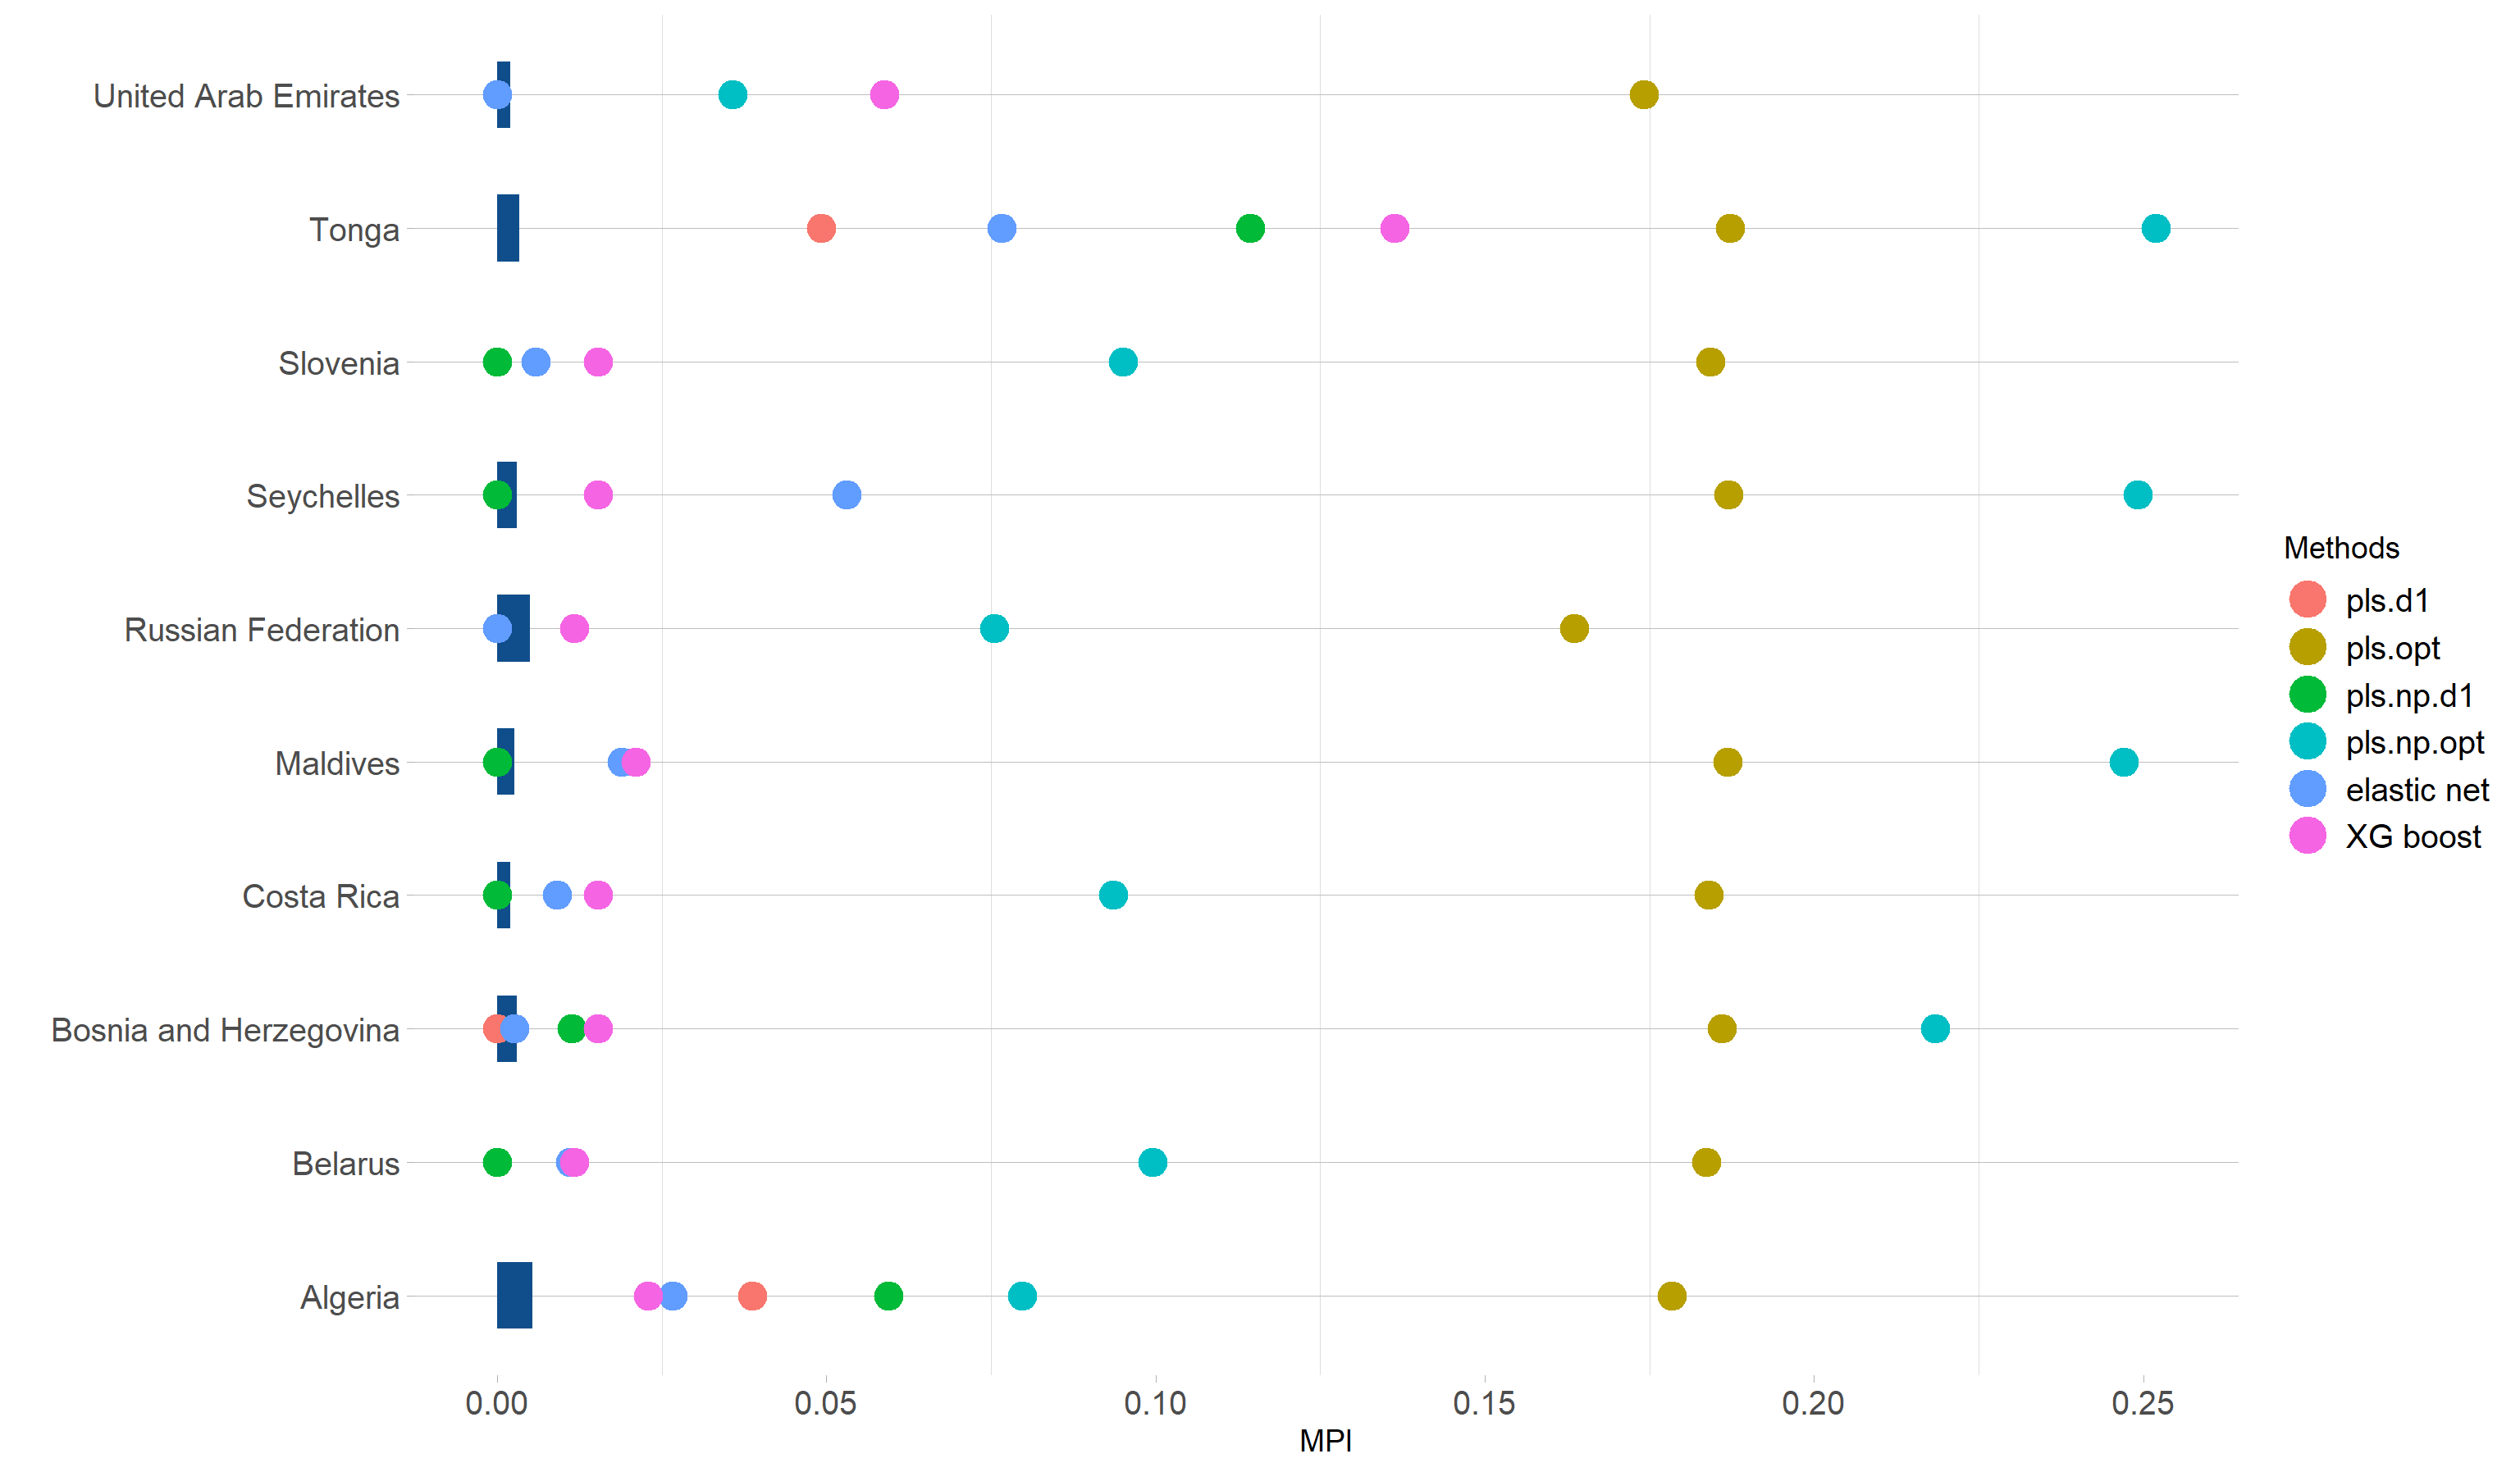 United Arab Emirates
Tonga
Slovenia
Seychelles
Russian Federation
Maldives
Costa Rica
Bosnia and Herzegovina
Belarus
Algeria
0.00 0.05 0.10 0.15 0.20 0.25
MPI
Methods
pls.d1
pls.opt
pls.np.d1
pls.np.opt
elastic net
XG boost